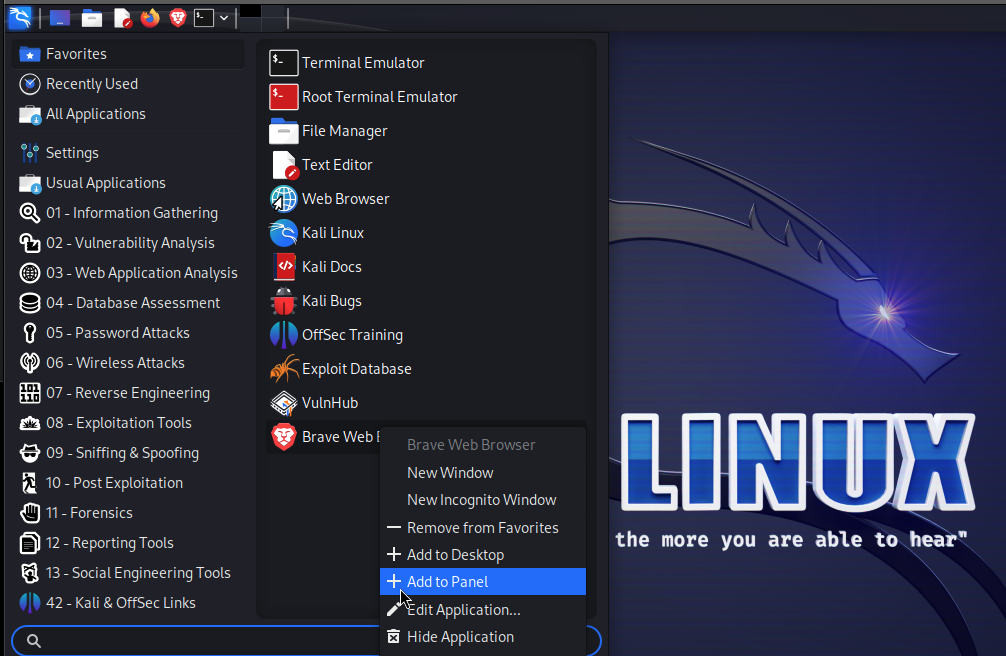 Favorites
Recently Used
All Applications
Settings
Usual Applications
01 - Information Gathering
02 - Vulnerability Analysis
03 - Web Application Analysis
04 - Database Assessment
05 - Password Attacks
06 - Wireless Attacks
07 - Reverse Engineering
08 - Exploitation Tools
09 - Sniffing & Spoofing
10 - Post Exploitation
11 - Forensics
12 - Reporting Tools
13 - Social Engineering Tools
42 - Kali & OffSec Links
Terminal Emulator
Root Terminal Emulator
File Manager
Text Editor
Web Browser
Kali Linux
Kali Docs
Kali Bugs
OffSec Training
Exploit Database
VulnHub
Brave Web
Brave Web Browser
New Window
New Incognito Window
Remove from Favorites
Add to Desktop
Add to Panel
Edit Application...
Hide Application
LINUX
the more you are able to hear"